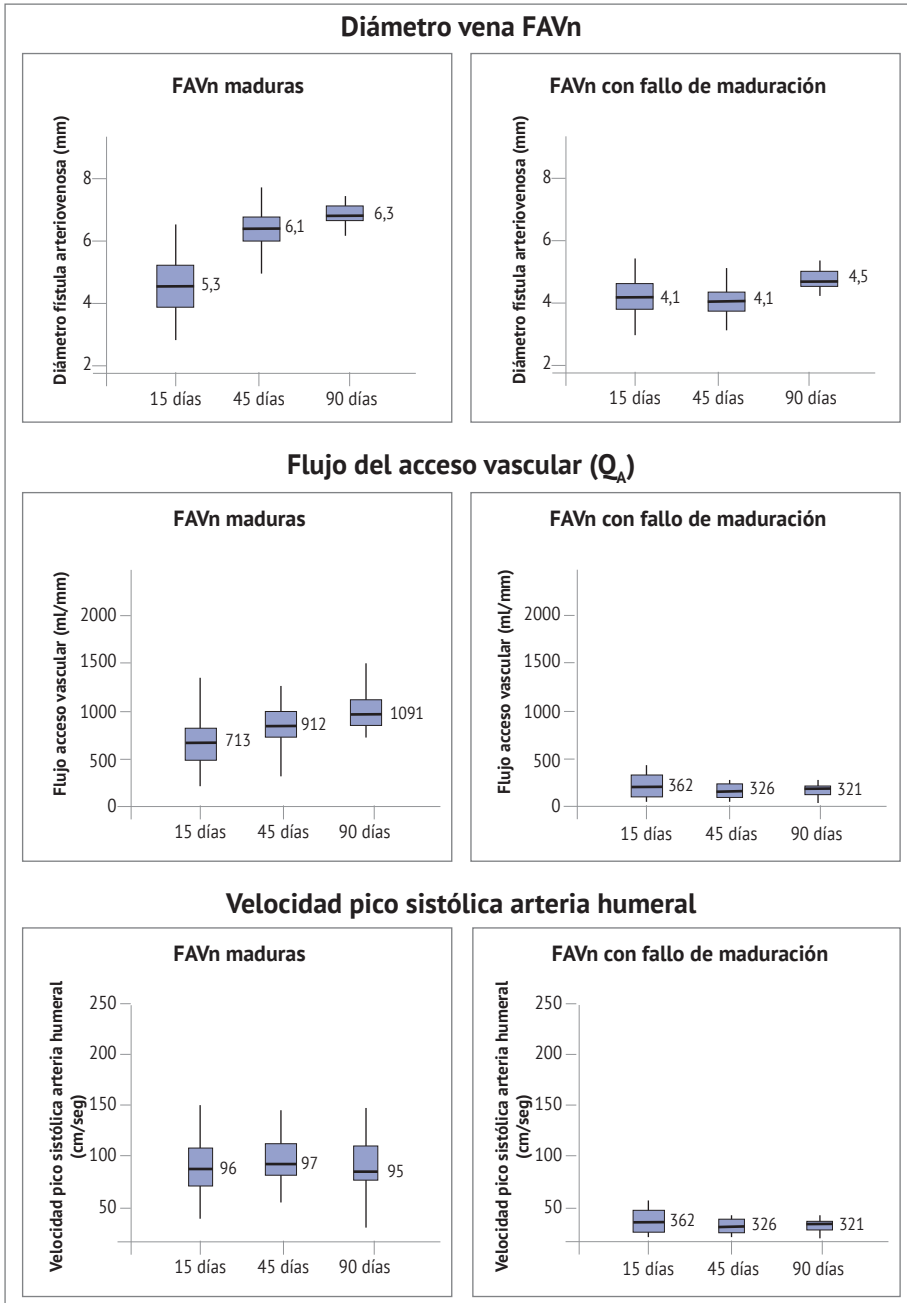 Diámetro vena FAVn
FAVn maduras
Diámetro fístula arteriovenosa (mm)
8
6
4
2
5,3
6,1
6,3
15 días
45 días
90 días
FAVn con fallo de maduración
Diámetro fístula arteriovenosa (mm)
8
6
4
2
4,1
4,1
4,5
15 días
45 días
90 días
Flujo del acceso vascular (QA)
FAVn maduras
Flujo acceso vascular (ml/mm)
2000
1500
1000
500
0
713
912
1091
15 días
45 días
90 días
FAVn con fallo de maduración
Flujo acceso vascular (ml/mm)
2000
1500
1000
500
0
362
326
321
15 días
45 días
90 días
Velocidad pico sistólica arteria humeral
FAVn maduras
Velocidad pico sistólica arteria humeral
(cm/seg)
250
200
150
100
50
96
97
95
15 días
45 días
90 días
FAVn con fallo de maduración
Velocidad pico sistólica arteria humeral
(cm/seg)
250
200
150
100
50
362
326
321
15 días
45 días
90 días